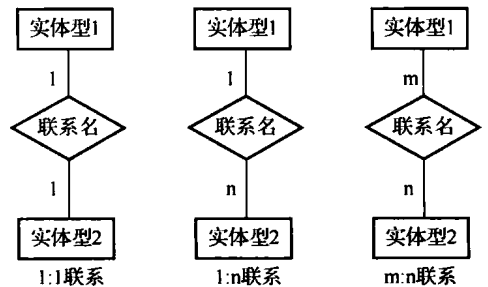 实体型1 实体型1 实体型1
1 1 m
联系名 联系名 联系名
1 n n
实体型2 实体型2 实体型2
1:1联系 1:n联系 m:n联系